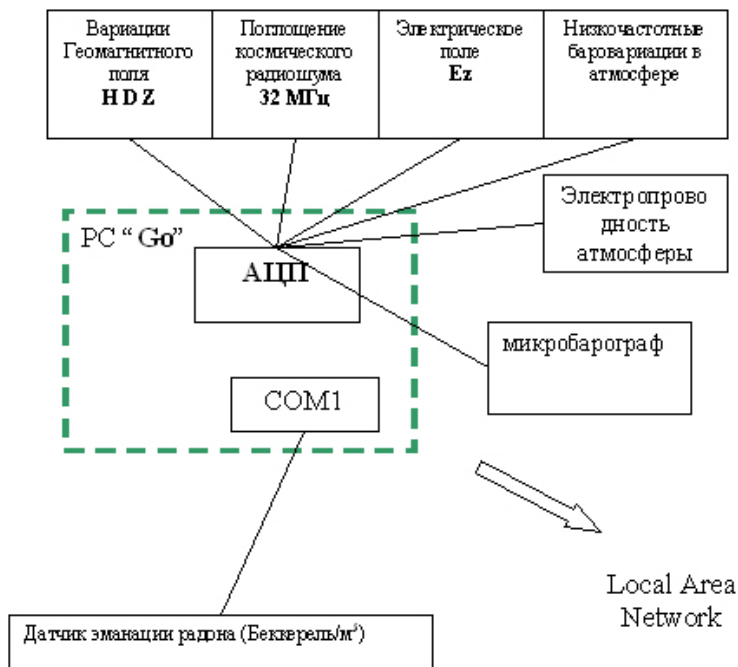 Вариации
Геомагнитного
поля
H D Z
Поглощение
космического
радиошума
32 МГц
Электрическое
поле
Ez
Низкочастотные
баровариации в
атмосфере
Электропрово
дность
атмосферы
PC “ Go”
АЦП
микробарограф
COM1
Local Area
Network
Датчик эманации радона (Беккерель/м³)